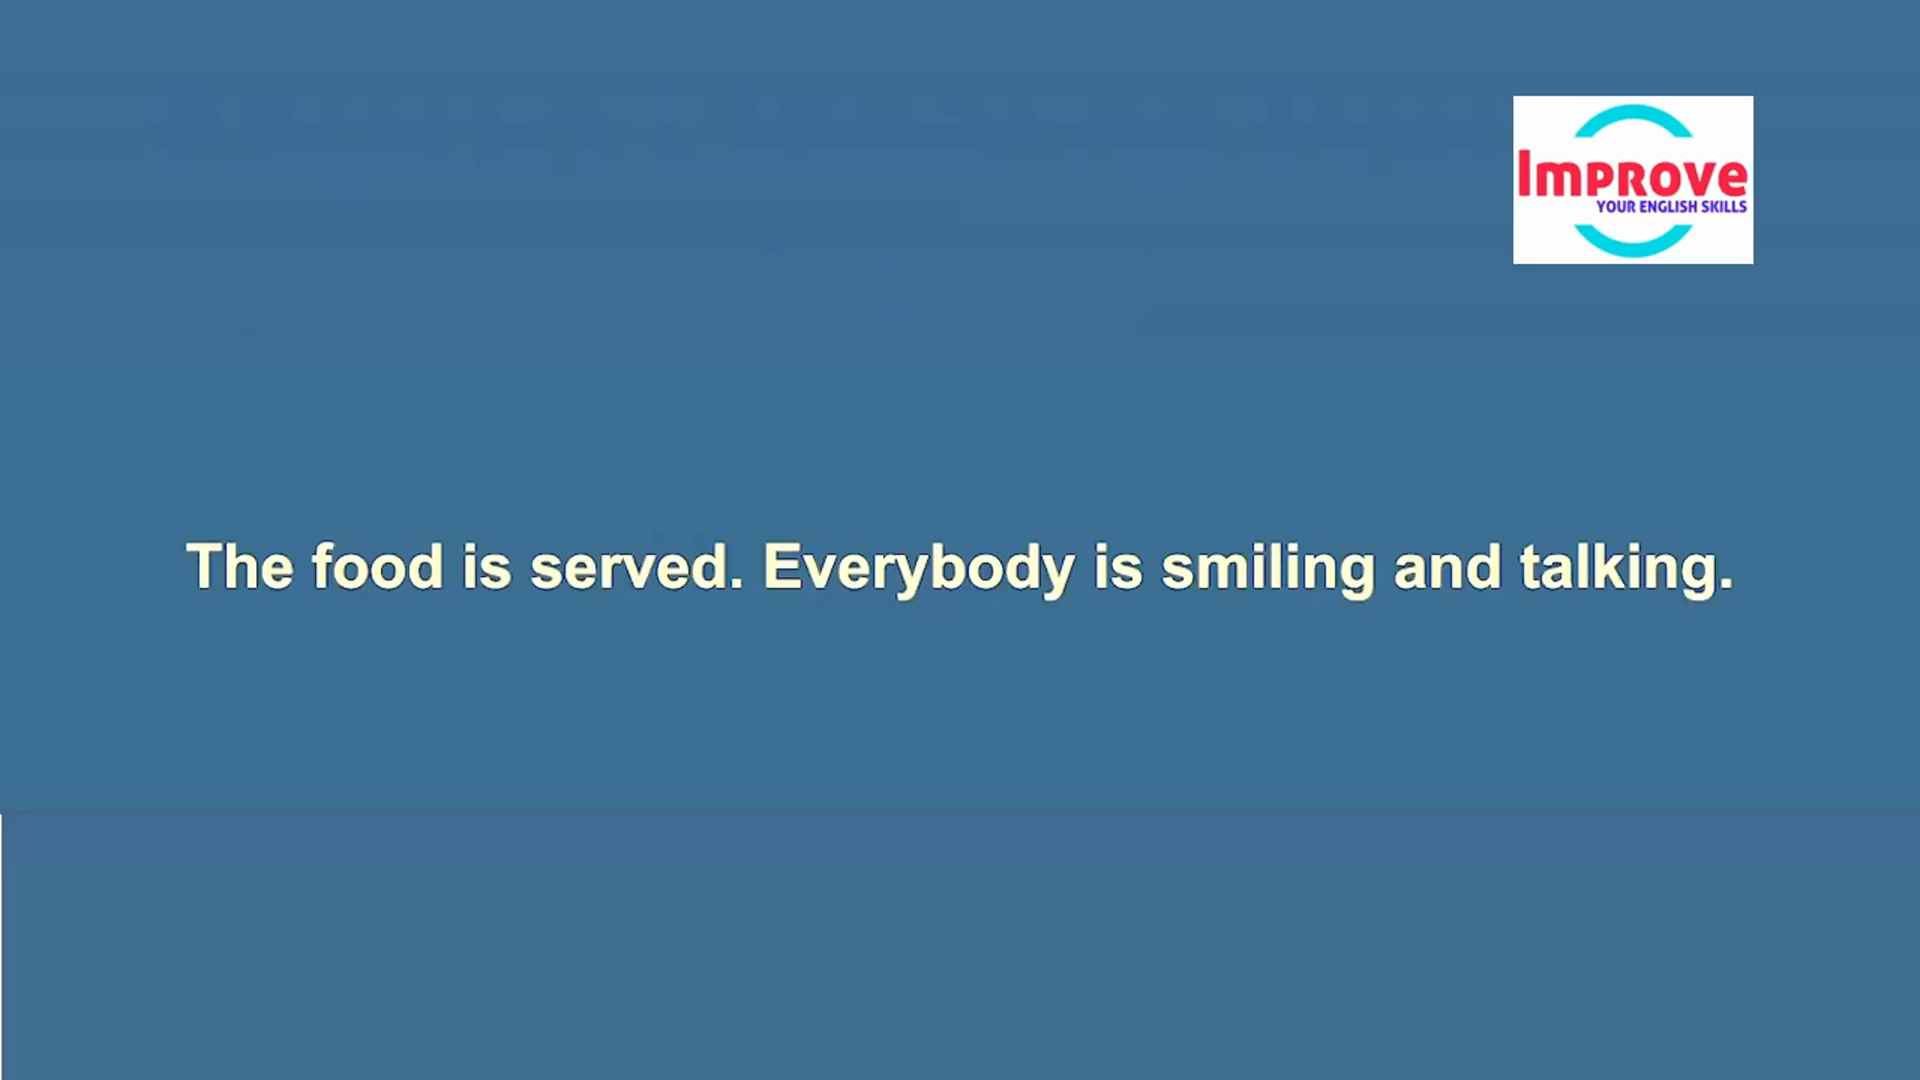 Improve
YOUR ENGLISH SKILLS
The food is served. Everybody is smiling and talking.